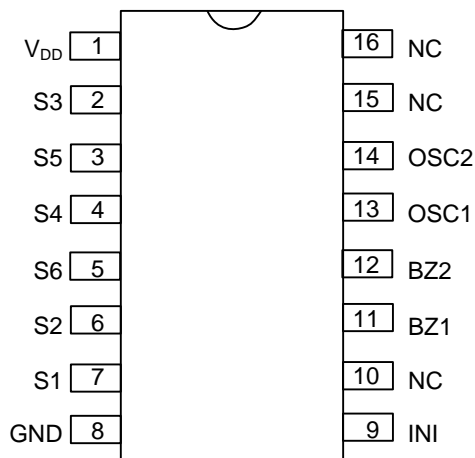 V_DD 1 16 NC
S3 2 15 NC
S5 3 14 OSC2
S4 4 13 OSC1
S6 5 12 BZ2
S2 6 11 BZ1
S1 7 10 NC
GND 8 9 INI